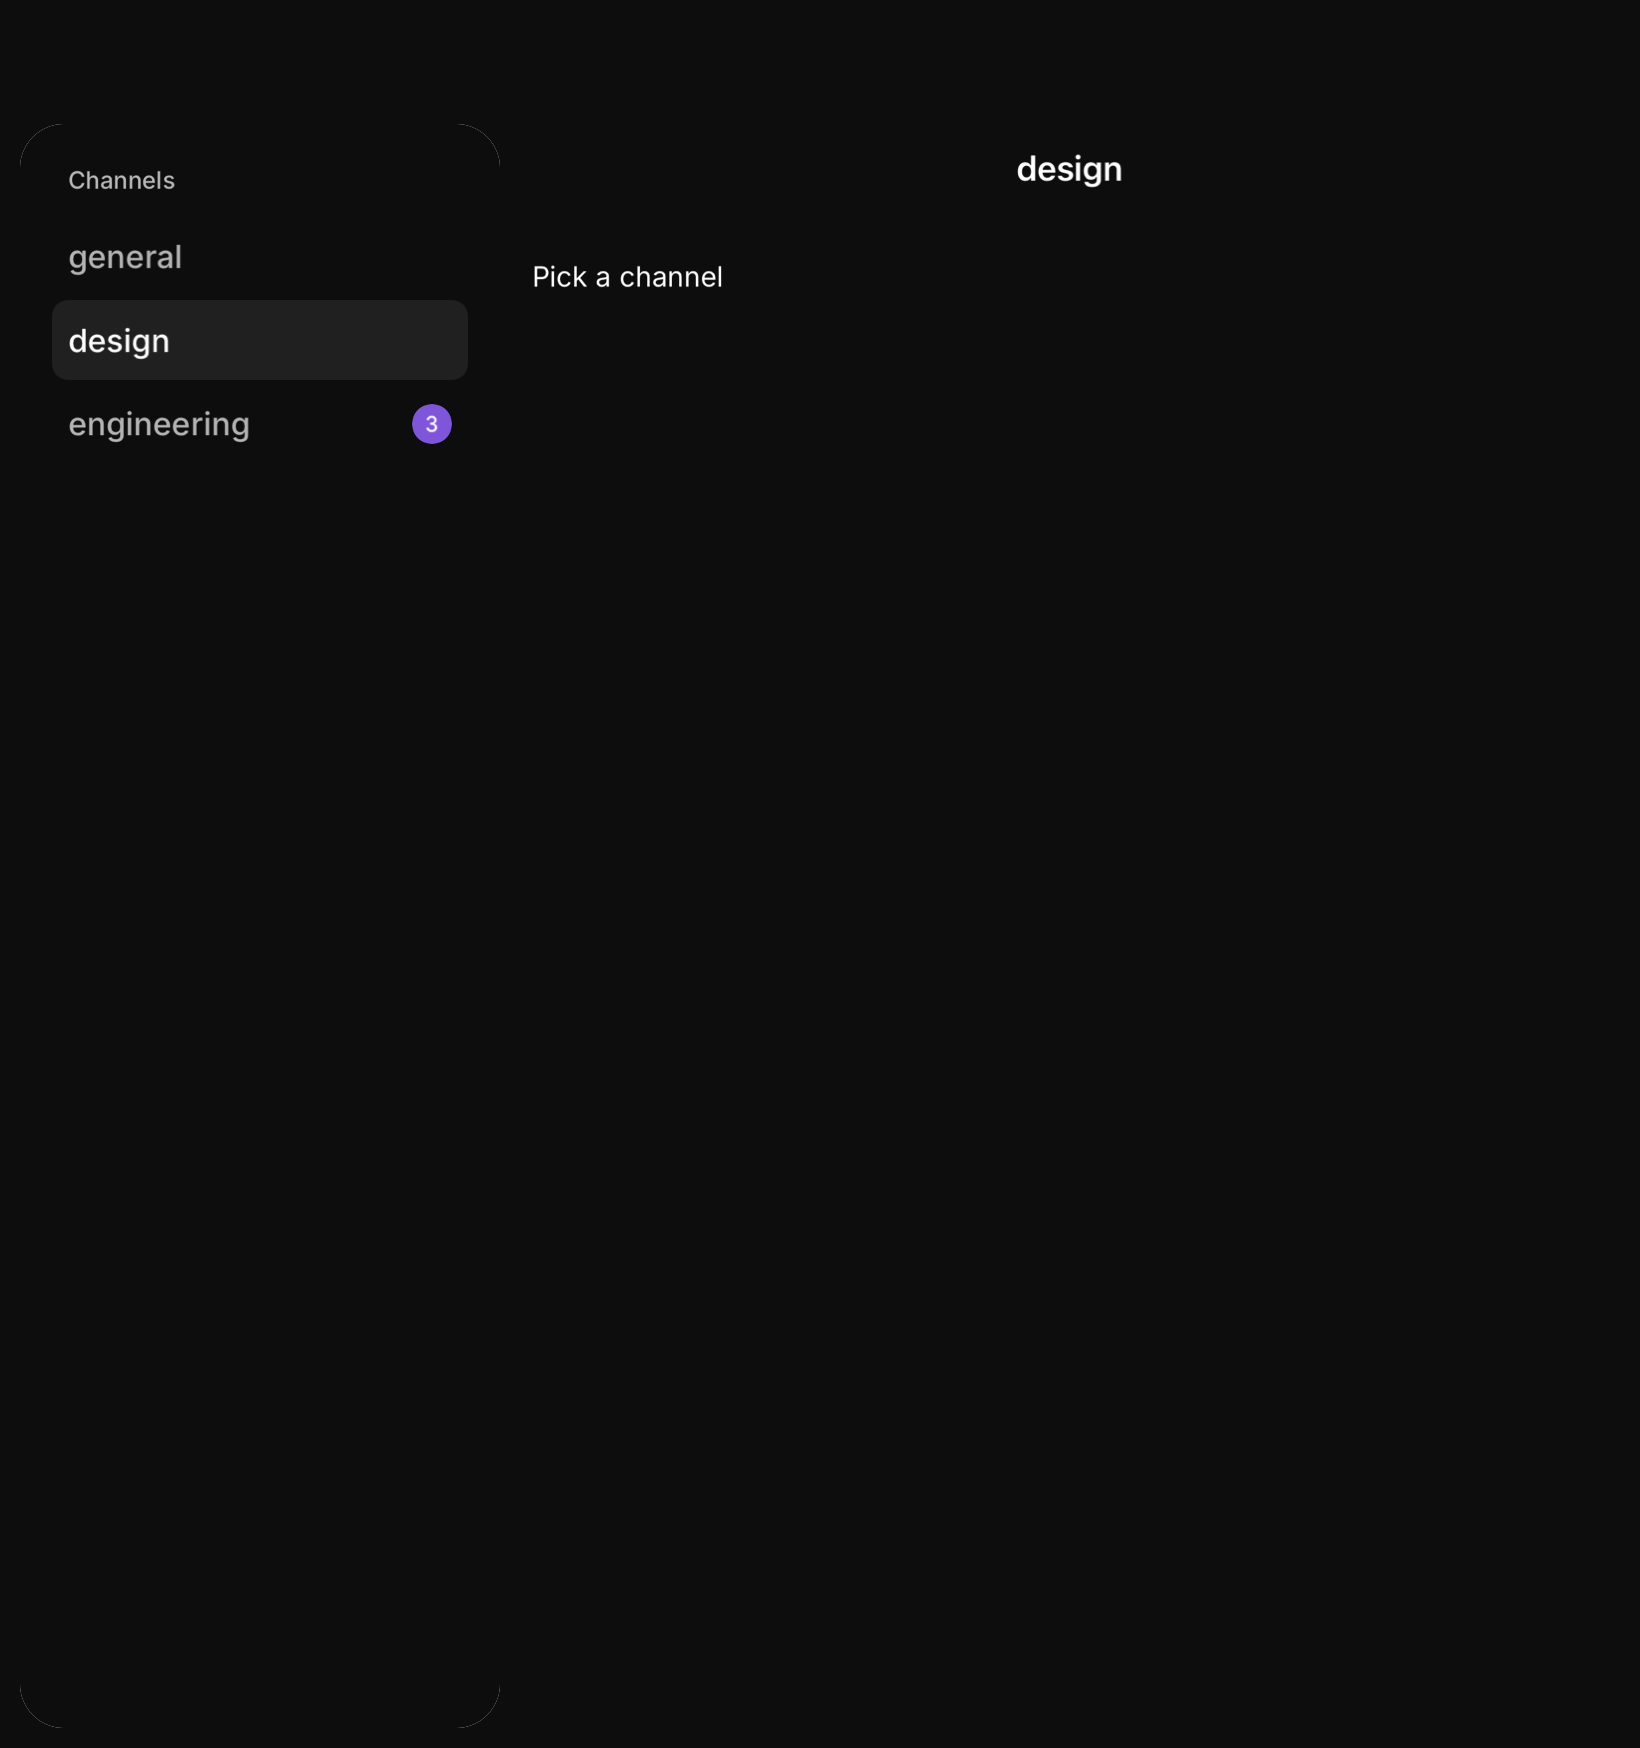 Channels
general
design
engineering 3
design
Pick a channel